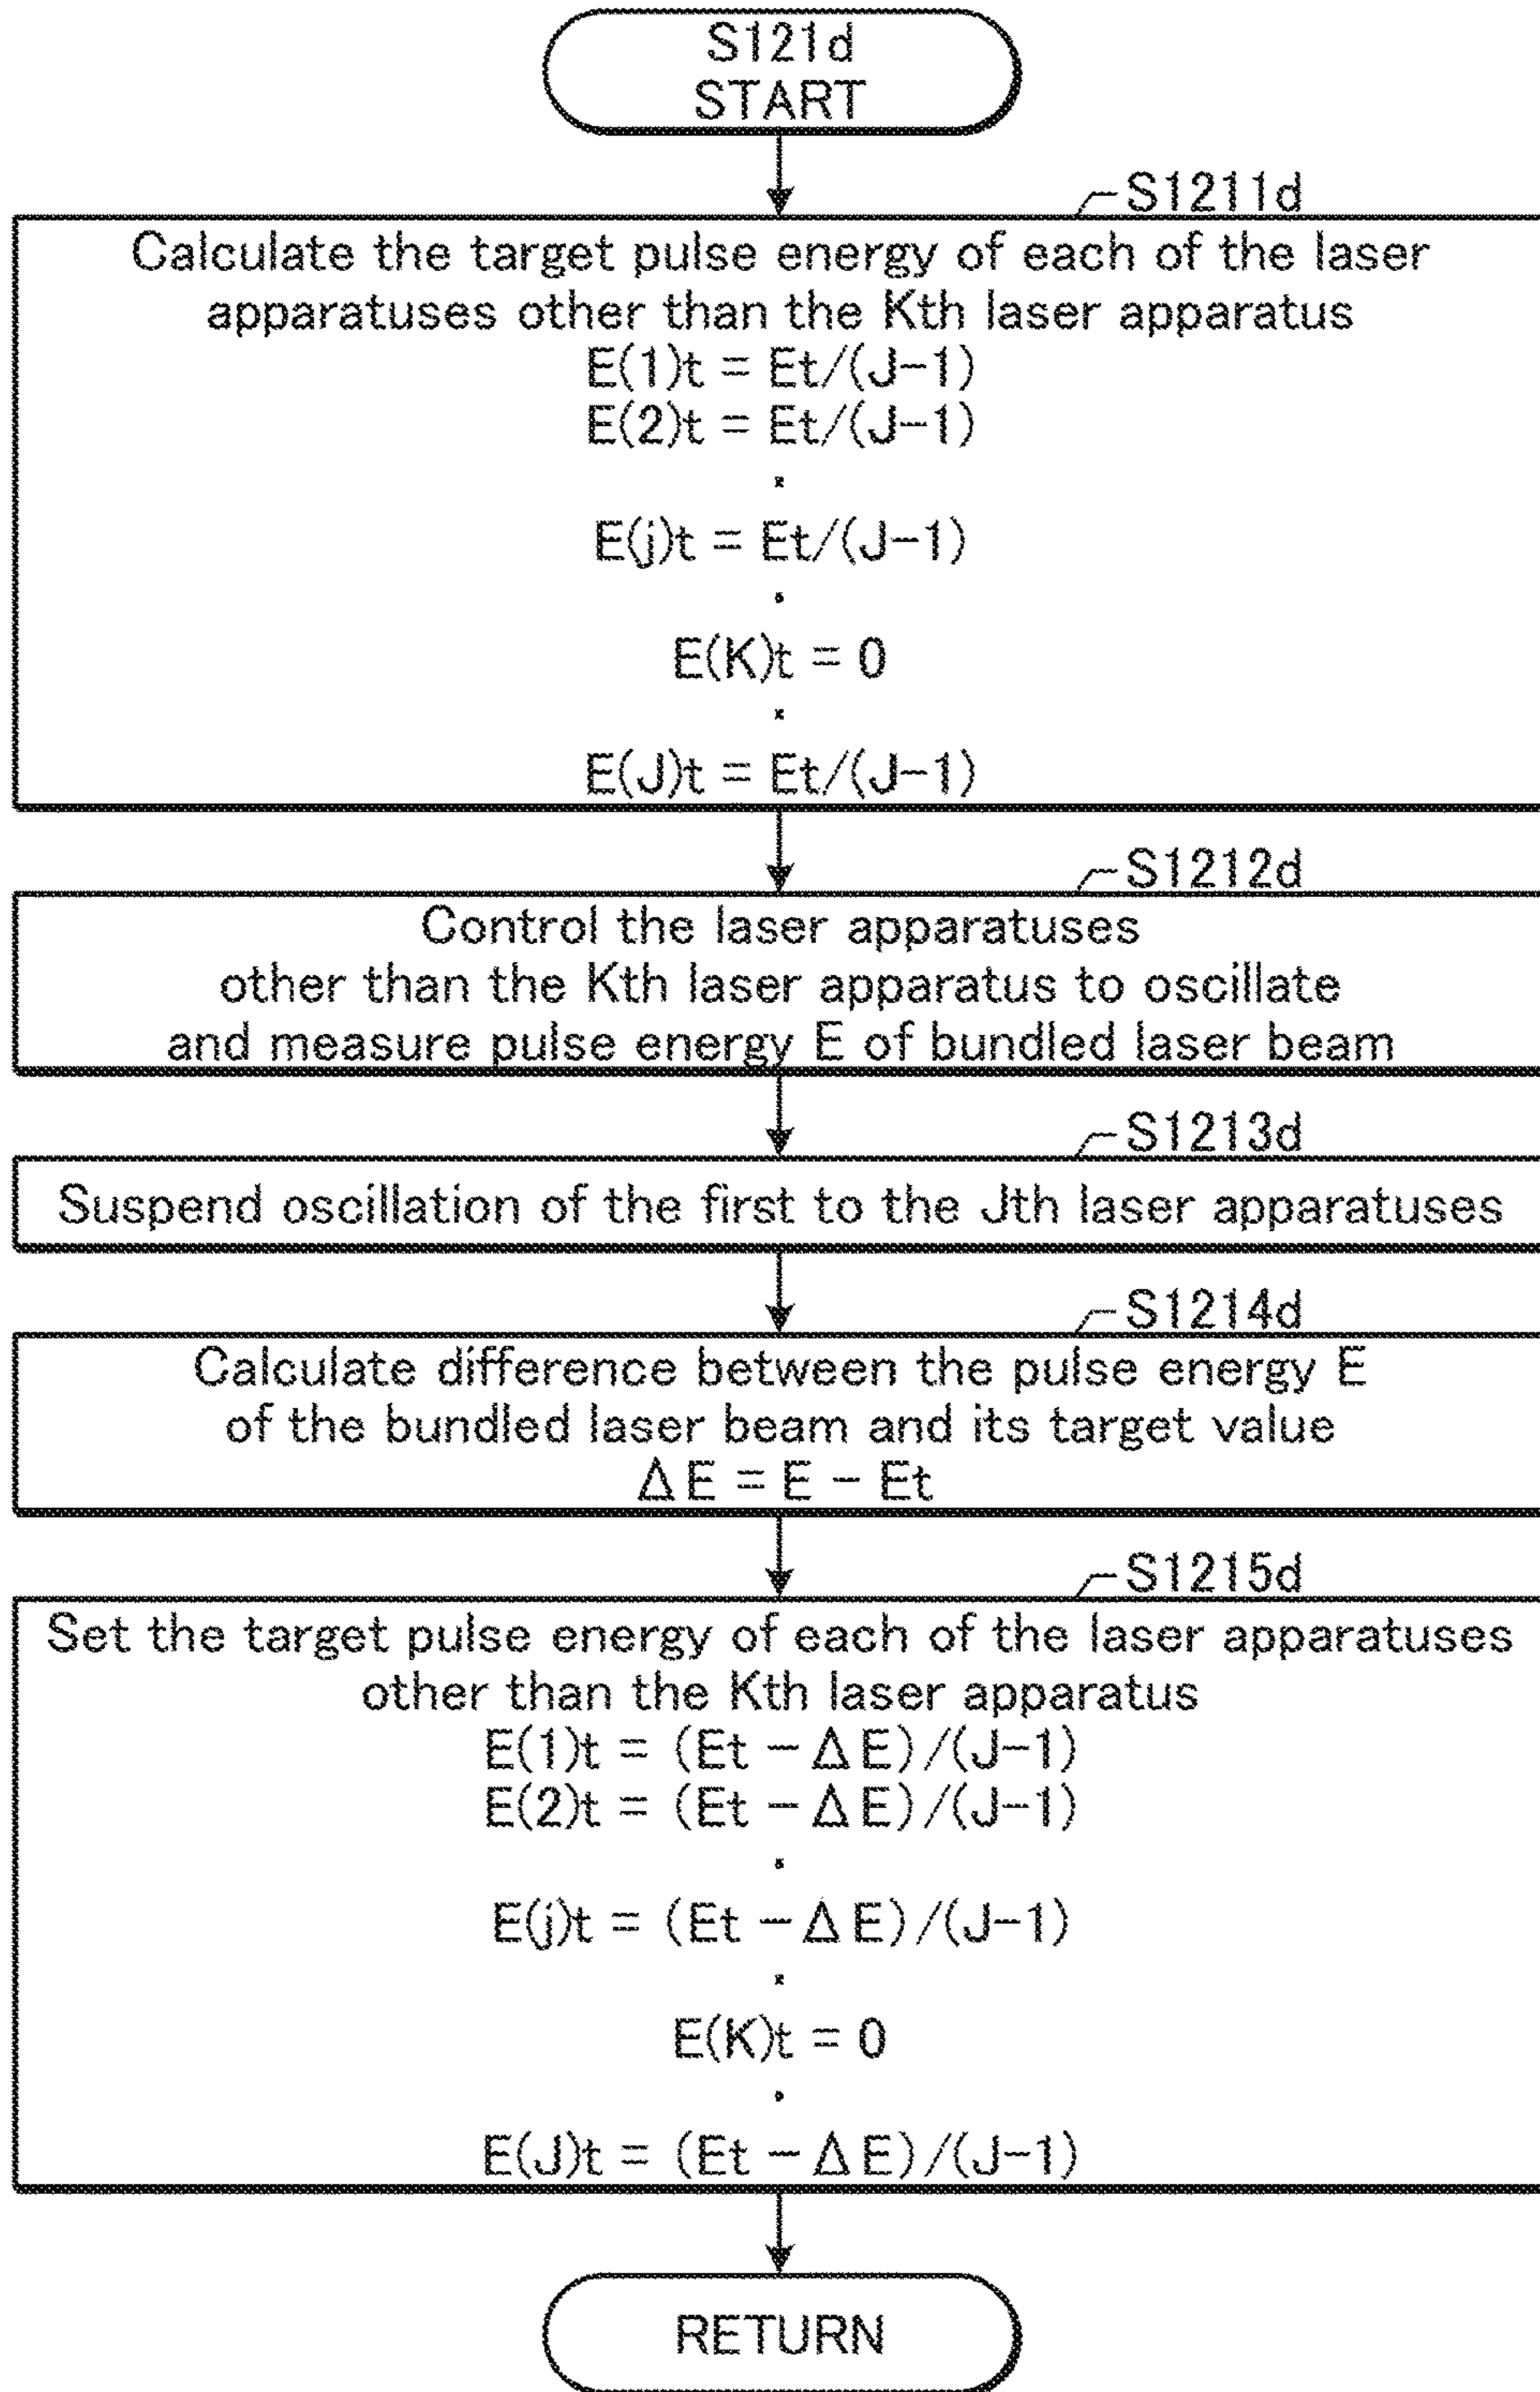 S121d
START
S1211d
Calculate the target pulse energy of each of the laser
apparatuses other than the Kth laser apparatus
E(1)t = Et/(J-1)
E(2)t = Et/(J-1)
.
E(j)t = Et/(J-1)
.
E(K)t = 0
.
E(J)t = Et/(J-1)
S1212d
Control the laser apparatuses
other than the Kth laser apparatus to oscillate
and measure pulse energy E of bundled laser beam
S1213d
Suspend oscillation of the first to the Jth laser apparatuses
S1214d
Calculate difference between the pulse energy E
of the bundled laser beam and its target value
ΔE = E - Et
S1215d
Set the target pulse energy of each of the laser apparatuses
other than the Kth laser apparatus
E(1)t = (Et - ΔE)/(J-1)
E(2)t = (Et - ΔE)/(J-1)
.
E(j)t = (Et - ΔE)/(J-1)
.
E(K)t = 0
.
E(J)t = (Et - ΔE)/(J-1)
RETURN